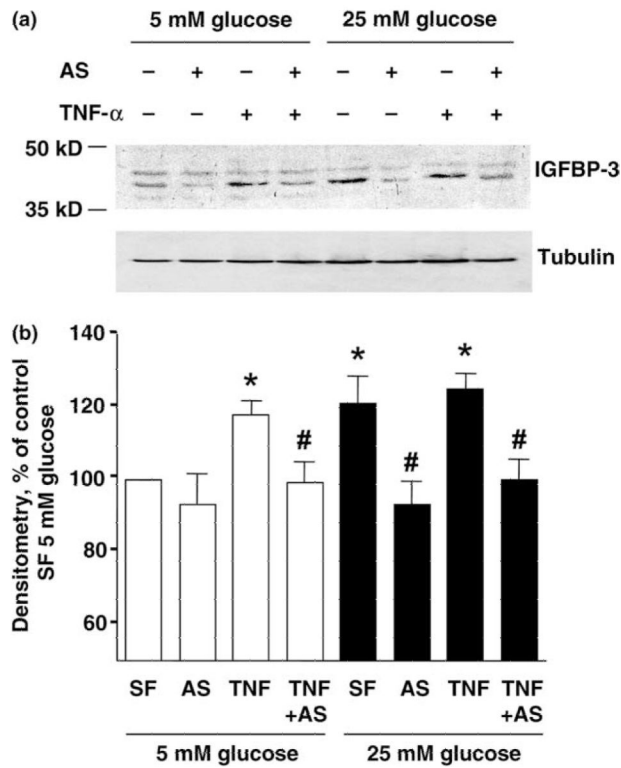 (a)
5 mM glucose 25 mM glucose
AS – + – + – + – +
TNF-α – – + + – – + +
50 kD
IGFBP-3
35 kD
Tubulin
(b)
Densitometry, % of control
SF 5 mM glucose
140
120
100
80
60
* # * # * #
SF AS TNF TNF +AS SF AS TNF TNF +AS
5 mM glucose 25 mM glucose